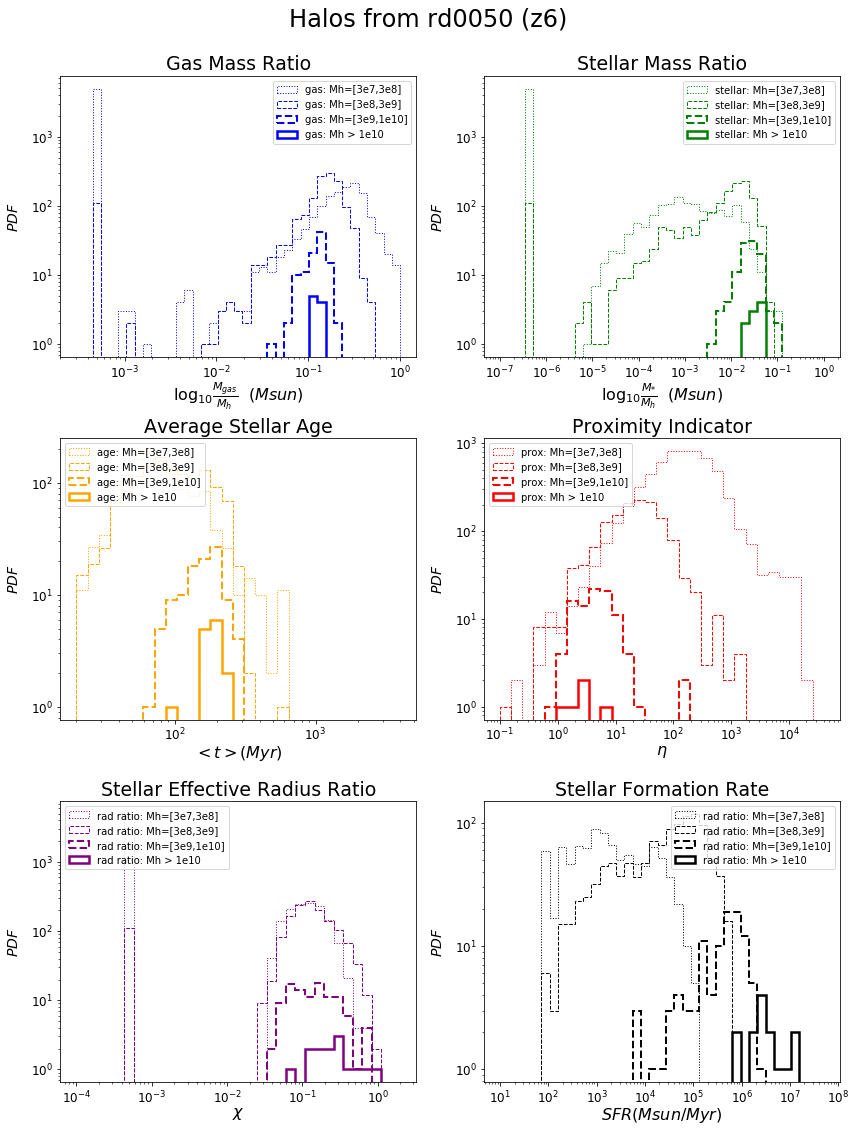 Halos from rd0050 (z6)
Gas Mass Ratio
gas: Mh=[3e7,3e8]
gas: Mh=[3e8,3e9]
gas: Mh=[3e9,1e10]
gas: Mh > 1e10
PDF
10³
10²
10¹
10⁰
10⁻³ 10⁻² 10⁻¹ 10⁰
log₁₀ M_gas/M_h (Msun)
Stellar Mass Ratio
stellar: Mh=[3e7,3e8]
stellar: Mh=[3e8,3e9]
stellar: Mh=[3e9,1e10]
stellar: Mh > 1e10
PDF
10³
10²
10¹
10⁰
10⁻⁷ 10⁻⁶ 10⁻⁵ 10⁻⁴ 10⁻³ 10⁻² 10⁻¹ 10⁰
log₁₀ M*/M_h (Msun)
Average Stellar Age
age: Mh=[3e7,3e8]
age: Mh=[3e8,3e9]
age: Mh=[3e9,1e10]
age: Mh > 1e10
PDF
10²
10¹
10⁰
10² 10³
<t>(Myr)
Proximity Indicator
prox: Mh=[3e7,3e8]
prox: Mh=[3e8,3e9]
prox: Mh=[3e9,1e10]
prox: Mh > 1e10
PDF
10³
10²
10¹
10⁰
10⁻¹ 10⁰ 10¹ 10² 10³ 10⁴
η
Stellar Effective Radius Ratio
rad ratio: Mh=[3e7,3e8]
rad ratio: Mh=[3e8,3e9]
rad ratio: Mh=[3e9,1e10]
rad ratio: Mh > 1e10
PDF
10³
10²
10¹
10⁰
10⁻⁴ 10⁻³ 10⁻² 10⁻¹ 10⁰
χ
Stellar Formation Rate
rad ratio: Mh=[3e7,3e8]
rad ratio: Mh=[3e8,3e9]
rad ratio: Mh=[3e9,1e10]
rad ratio: Mh > 1e10
PDF
10²
10¹
10⁰
10¹ 10² 10³ 10⁴ 10⁵ 10⁶ 10⁷ 10⁸
SFR(Msun/Myr)